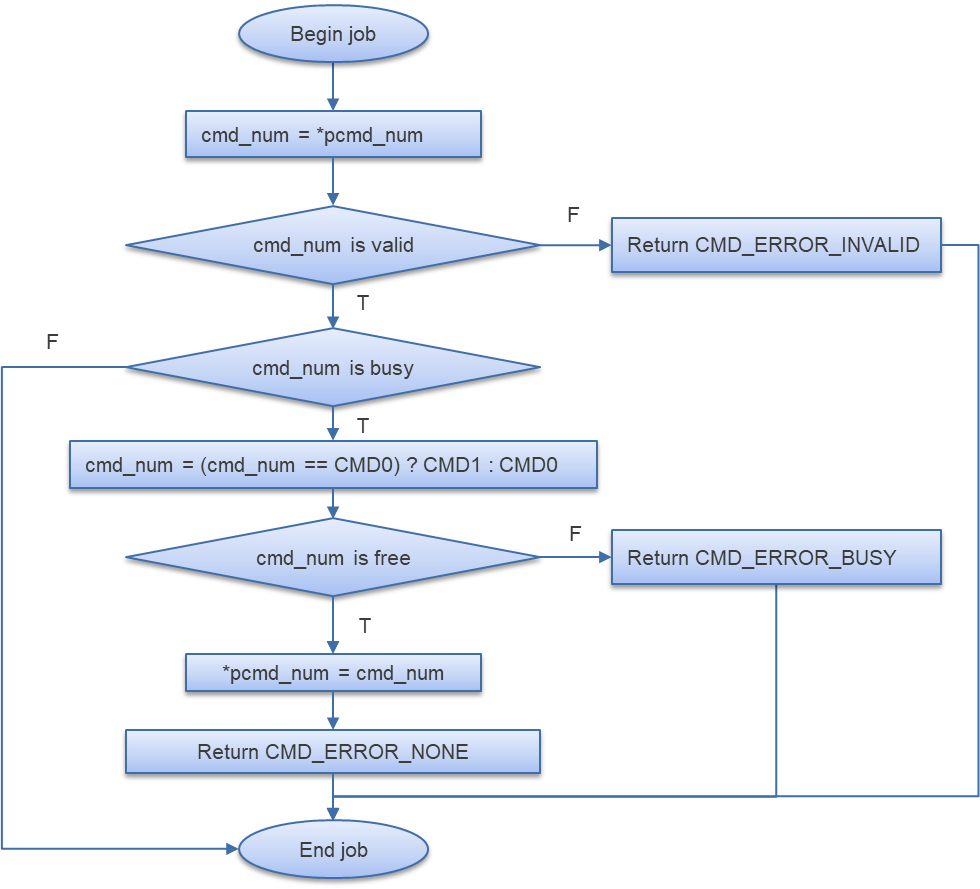 Begin job
cmd_num = *pcmd_num
cmd_num is valid
F
Return CMD_ERROR_INVALID
T
F
cmd_num is busy
T
cmd_num = (cmd_num == CMD0) ? CMD1 : CMD0
cmd_num is free
F
Return CMD_ERROR_BUSY
T
*pcmd_num = cmd_num
Return CMD_ERROR_NONE
End job